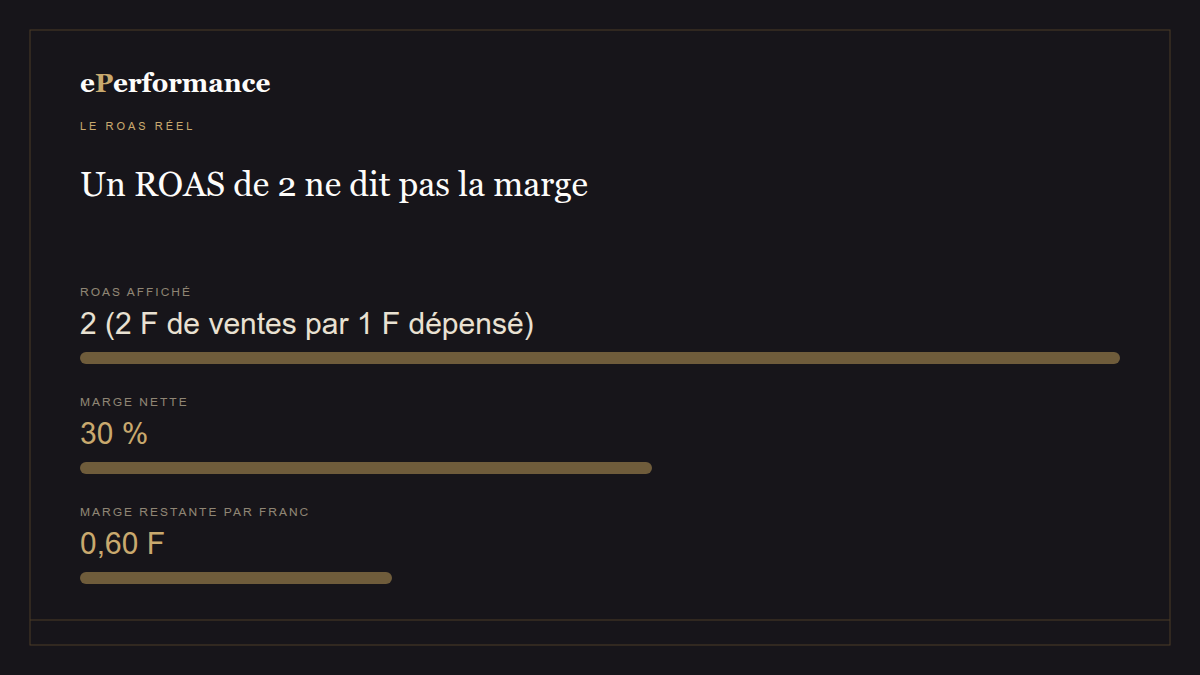 ePerformance
LE ROAS RÉEL
Un ROAS de 2 ne dit pas la marge
ROAS AFFICHÉ
2 (2 F de ventes par 1 F dépensé)
MARGE NETTE
30 %
MARGE RESTANTE PAR FRANC
0,60 F